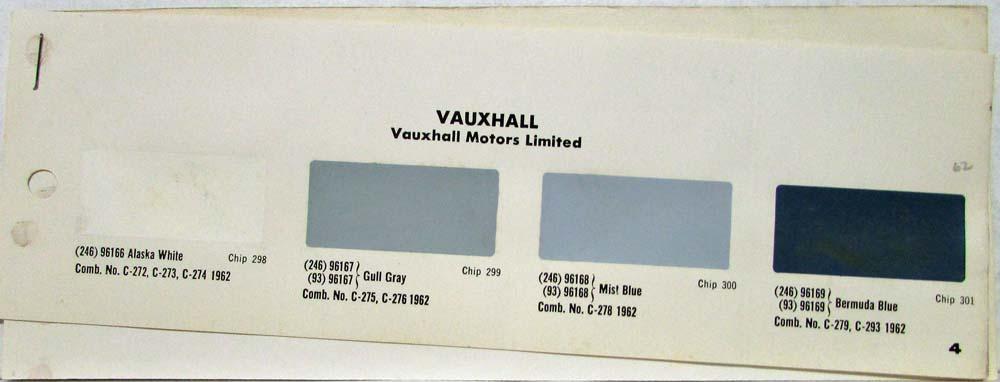 VAUXHALL
Vauxhall Motors Limited
62
(246) 96166 Alaska White Chip 298
Comb. No. C-272, C-273, C-274 1962
(246) 96167 } Chip 299
(93) 96167 } Gull Gray
Comb. No. C-275, C-276 1962
(246) 96168 } Chip 300
(93) 96168 } Mist Blue
Comb. No. C-278 1962
(246) 96169 } Chip 301
(93) 96169 } Bermuda Blue
Comb. No. C-279, C-293 1962
4